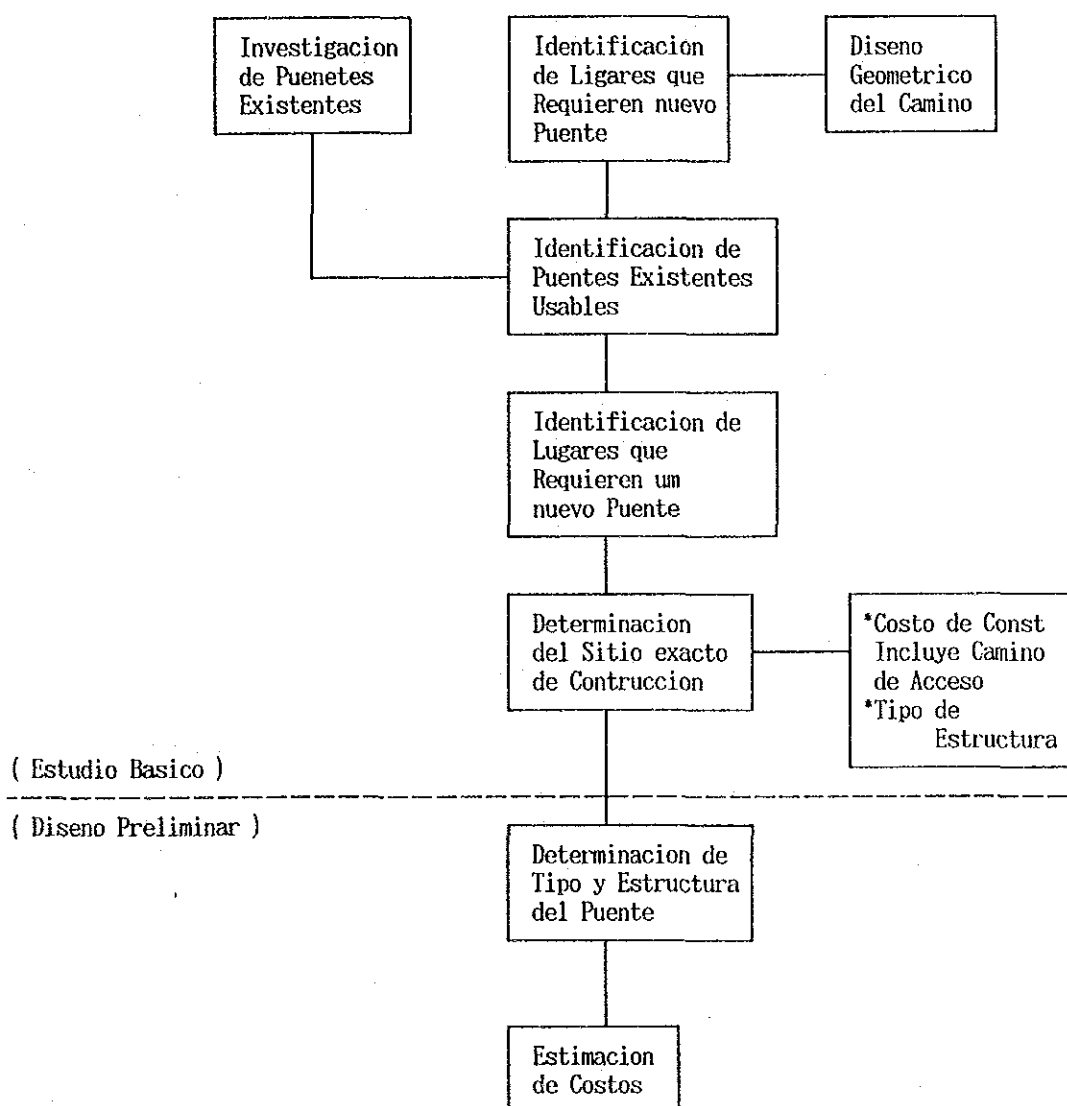 Investigacion
de Puenetes
Existentes
Identificacion
de Ligares que
Requieren nuevo
Puente
Diseno
Geometrico
del Camino
Identificacion de
Puentes Existentes
Usables
Identificacion de
Lugares que
Requieren um
nuevo Puente
Determinacion
del Sitio exacto
de Contruccion
*Costo de Const
Incluye Camino
de Acceso
*Tipo de
Estructura
( Estudio Basico )
( Diseno Preliminar )
Determinacion de
Tipo y Estructura
del Puente
Estimacion
de Costos